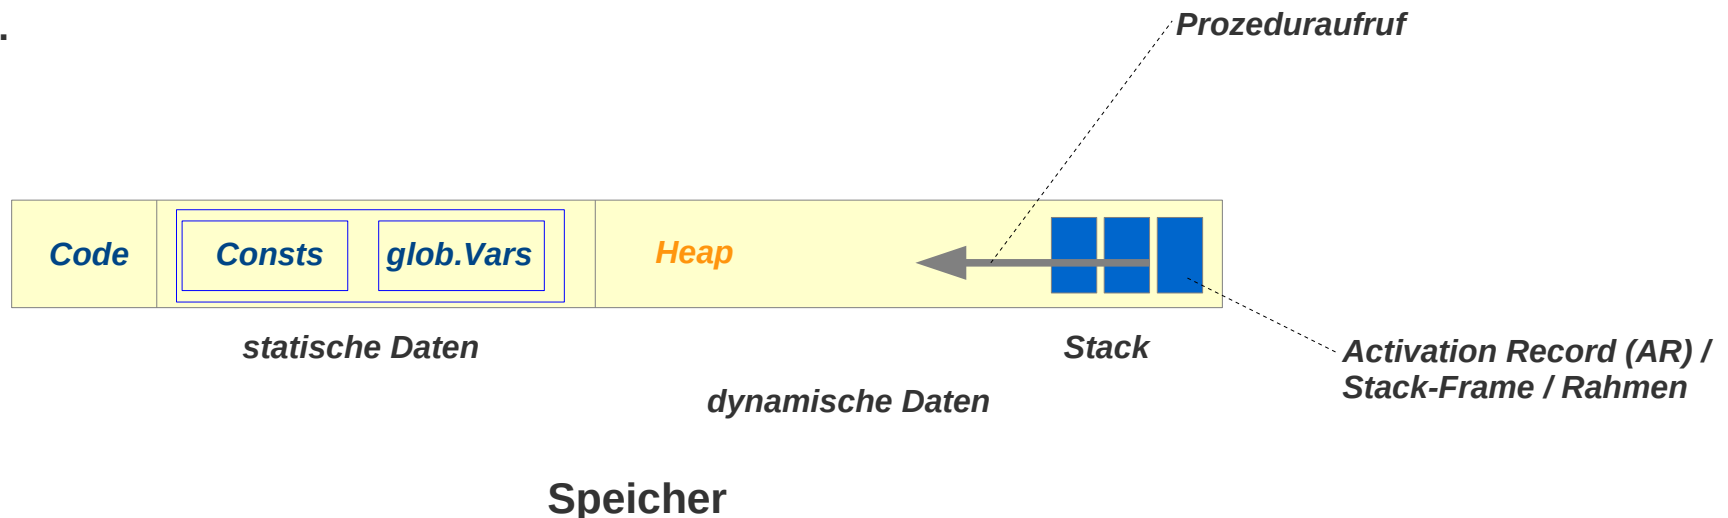 .
Prozeduraufruf
Code
Consts
glob.Vars
Heap
statische Daten
Stack
Activation Record (AR) /
Stack-Frame / Rahmen
dynamische Daten
Speicher